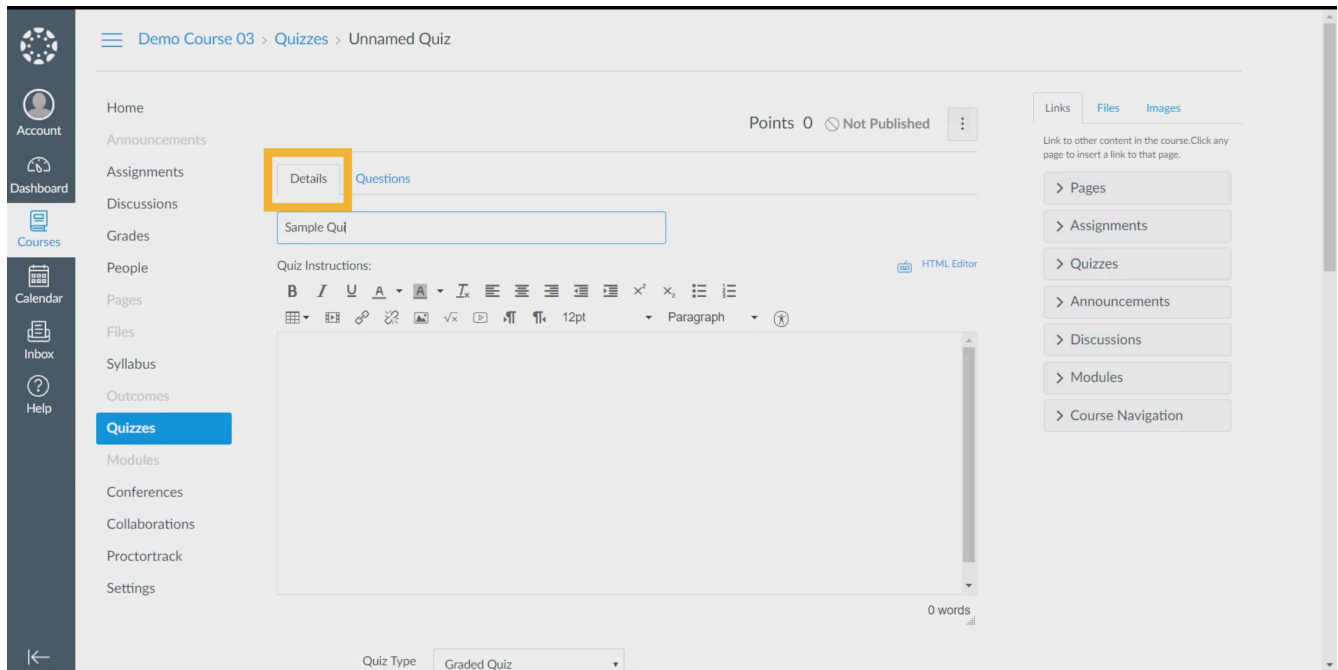 Demo Course 03 > Quizzes > Unnamed Quiz
Account
Dashboard
Courses
Calendar
Inbox
Help
Home
Announcements
Assignments
Discussions
Grades
People
Pages
Files
Syllabus
Outcomes
Quizzes
Modules
Conferences
Collaborations
Proctortrack
Settings
Points 0 Not Published
Details Questions
Sample Qui
Quiz Instructions: HTML Editor
B I U A A Tx x² x₂
12pt Paragraph
0 words
Quiz Type Graded Quiz
Links Files Images
Link to other content in the course.Click any
page to insert a link to that page.
> Pages
> Assignments
> Quizzes
> Announcements
> Discussions
> Modules
> Course Navigation